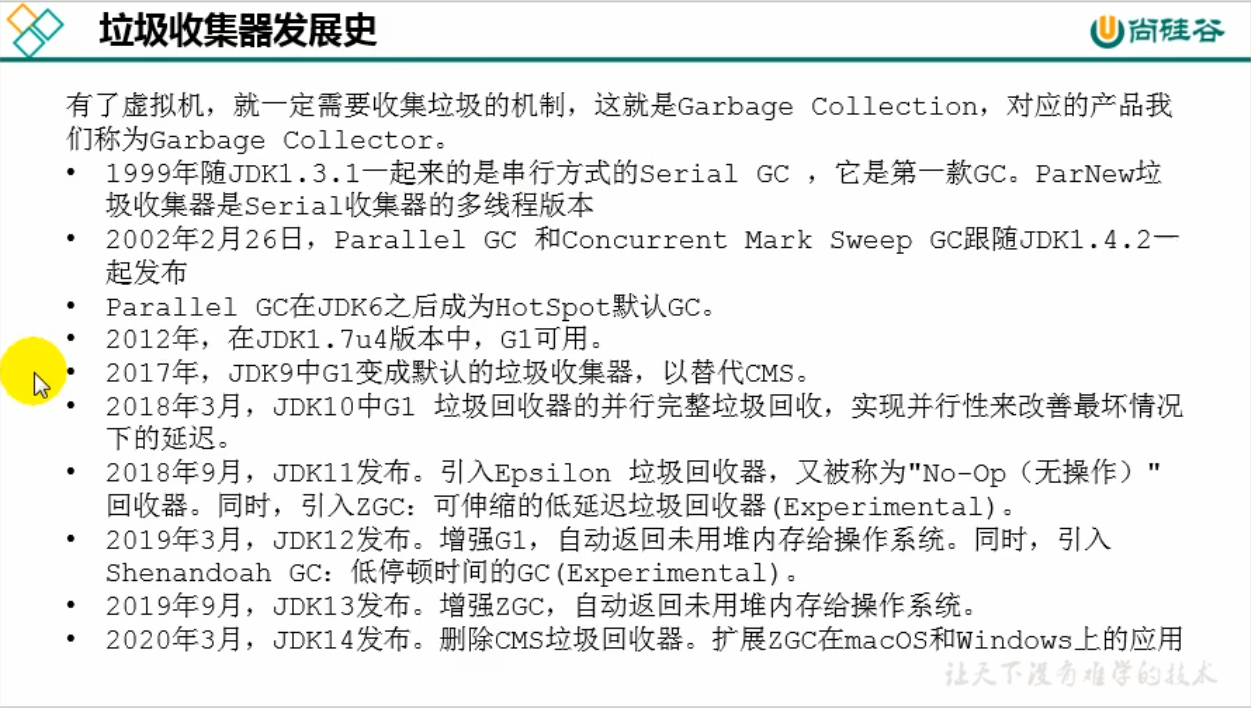 垃圾收集器发展史
尚硅谷
有了虚拟机，就一定需要收集垃圾的机制，这就是Garbage Collection，对应的产品我
们称为Garbage Collector。
• 1999年随JDK1.3.1一起来的是串行方式的Serial GC ，它是第一款GC。ParNew垃
圾收集器是Serial收集器的多线程版本
• 2002年2月26日，Parallel GC 和Concurrent Mark Sweep GC跟随JDK1.4.2一
起发布
• Parallel GC在JDK6之后成为HotSpot默认GC。
• 2012年，在JDK1.7u4版本中，G1可用。
• 2017年，JDK9中G1变成默认的垃圾收集器，以替代CMS。
• 2018年3月，JDK10中G1 垃圾回收器的并行完整垃圾回收，实现并行性来改善最坏情况
下的延迟。
• 2018年9月，JDK11发布。引入Epsilon 垃圾回收器，又被称为"No-Op（无操作）"
回收器。同时，引入ZGC：可伸缩的低延迟垃圾回收器(Experimental)。
• 2019年3月，JDK12发布。增强G1，自动返回未用堆内存给操作系统。同时，引入
Shenandoah GC：低停顿时间的GC(Experimental)。
• 2019年9月，JDK13发布。增强ZGC，自动返回未用堆内存给操作系统。
• 2020年3月，JDK14发布。删除CMS垃圾回收器。扩展ZGC在macOS和Windows上的应用
让天下没有难学的技术